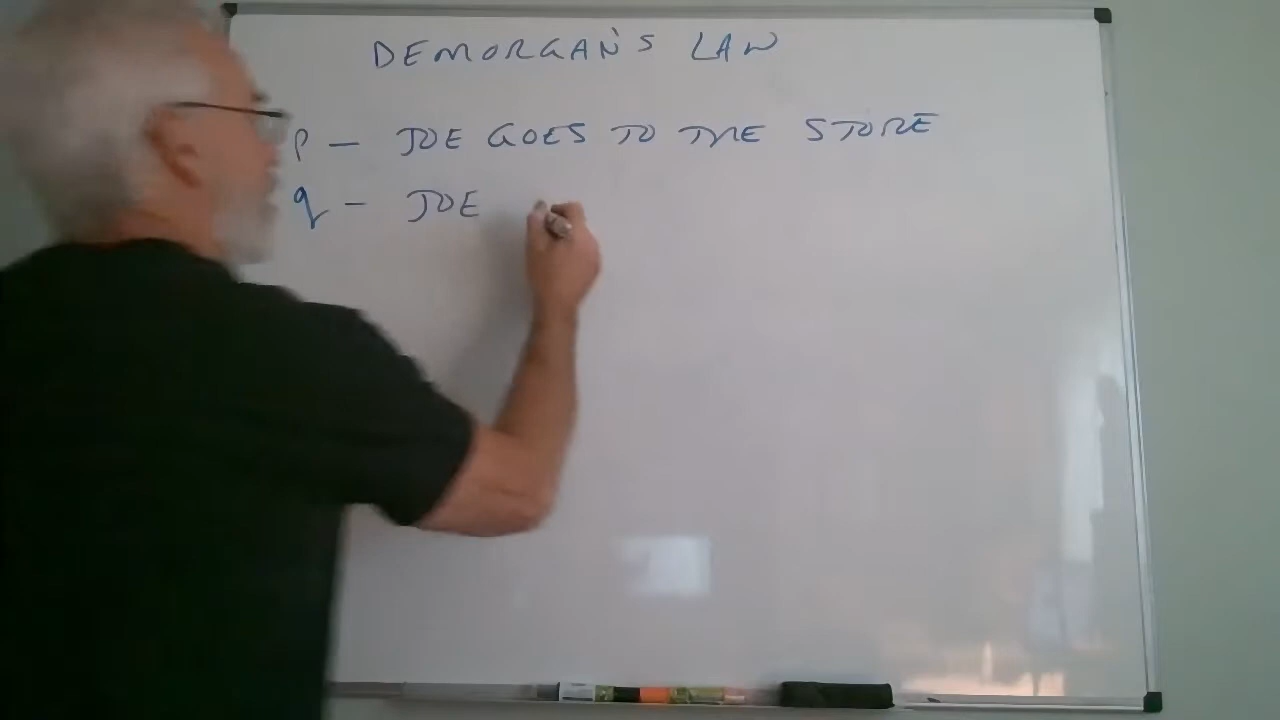 DEMORGAN'S LAW
p – JOE GOES TO THE STORE
q – JOE